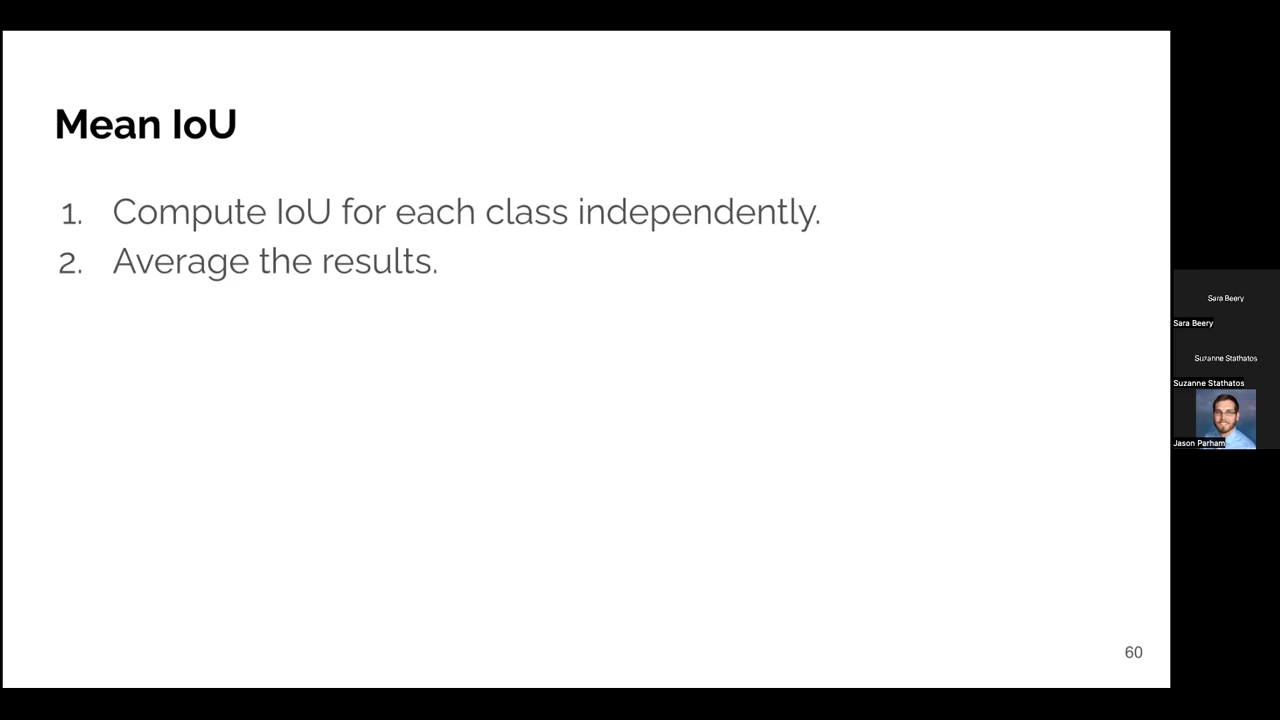 Mean IoU
1. Compute IoU for each class independently.
2. Average the results.
60
Sara Beery
Sara Beery
Suzanne Stathatos
Suzanne Stathatos
Jason Parham